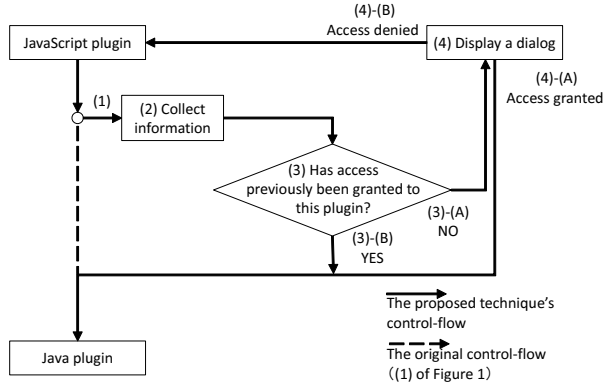 (4)-(B)
Access denied
JavaScript plugin
(4) Display a dialog
(4)-(A)
Access granted
(1)
(2) Collect
information
(3) Has access
previously been granted to
this plugin?
(3)-(A)
NO
(3)-(B)
YES
The proposed technique's
control-flow
Java plugin
The original control-flow
((1) of Figure 1)